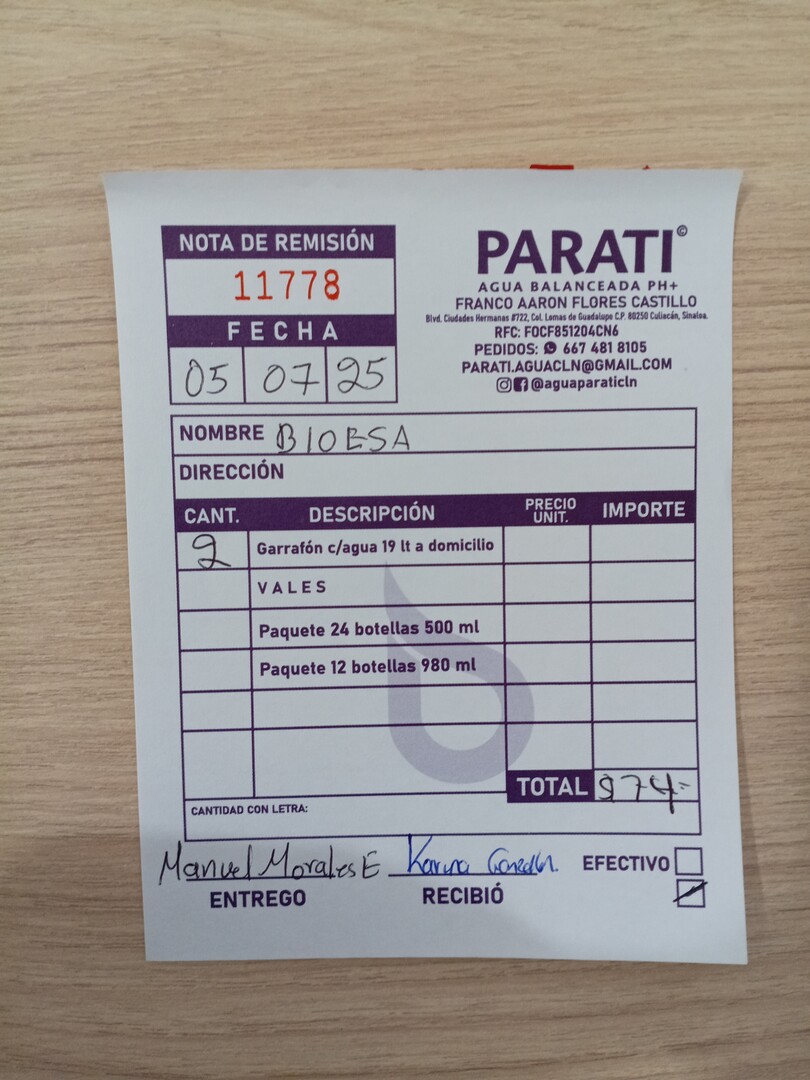 NOTA DE REMISIÓN
11778
FECHA
05 07 25
PARATI©
AGUA BALANCEADA PH+
FRANCO AARON FLORES CASTILLO
Blvd. Ciudades Hermanas #722, Col. Lomas de Guadalupe C.P. 80250 Culiacán, Sinaloa.
RFC: FOCF851204CN6
PEDIDOS: 667 481 8105
PARATI.AGUACLN@GMAIL.COM
@aguaparaticln
NOMBRE BIOESA
DIRECCIÓN
CANT. DESCRIPCIÓN PRECIO UNIT. IMPORTE
2 Garrafón c/agua 19 lt a domicilio
VALES
Paquete 24 botellas 500 ml
Paquete 12 botellas 980 ml
TOTAL $74-
CANTIDAD CON LETRA:
Manuel Morales E Karina
EFECTIVO
ENTREGO RECIBIÓ